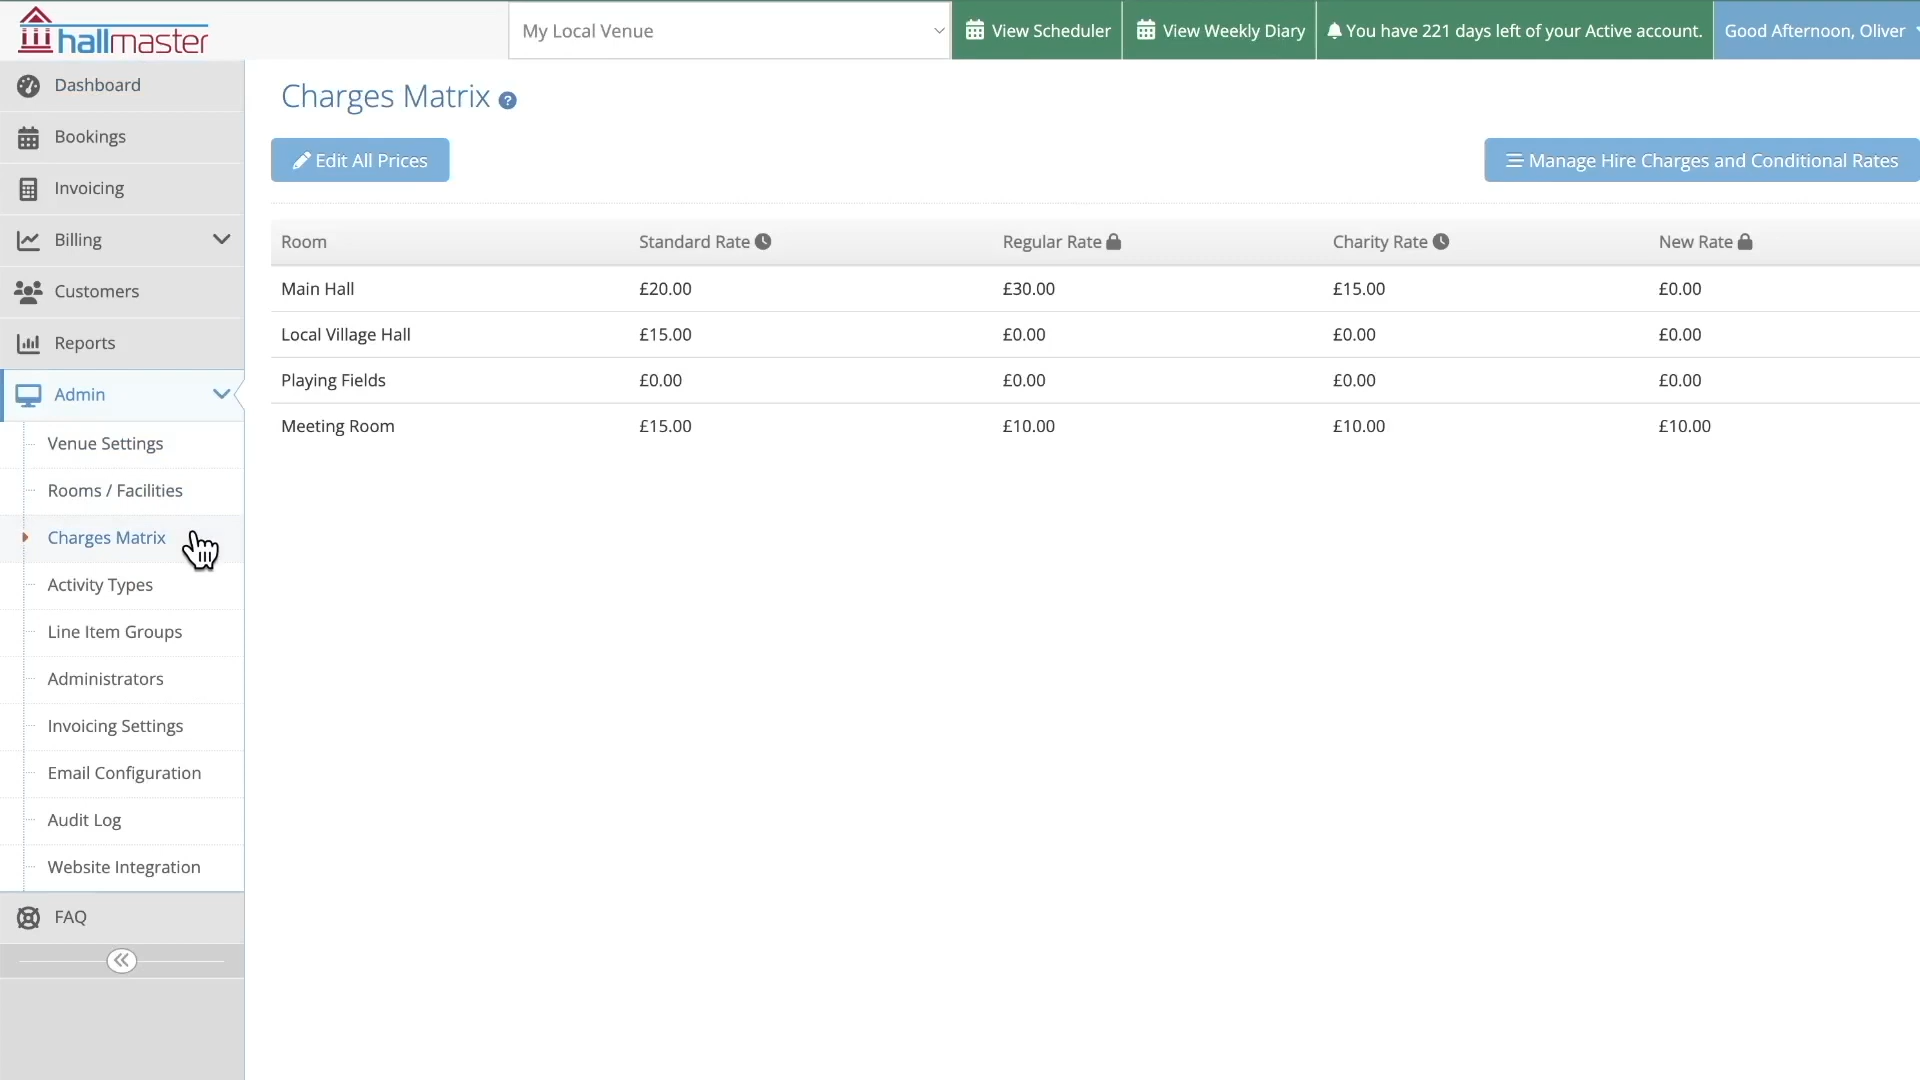 hallmaster
My Local Venue
View Scheduler
View Weekly Diary
You have 221 days left of your Active account.
Good Afternoon, Oliver
Dashboard
Bookings
Invoicing
Billing
Customers
Reports
Admin
Venue Settings
Rooms / Facilities
Charges Matrix
Activity Types
Line Item Groups
Administrators
Invoicing Settings
Email Configuration
Audit Log
Website Integration
FAQ
Charges Matrix ?
Edit All Prices
Manage Hire Charges and Conditional Rates
Room Standard Rate Regular Rate Charity Rate New Rate
Main Hall £20.00 £30.00 £15.00 £0.00
Local Village Hall £15.00 £0.00 £0.00 £0.00
Playing Fields £0.00 £0.00 £0.00 £0.00
Meeting Room £15.00 £10.00 £10.00 £10.00